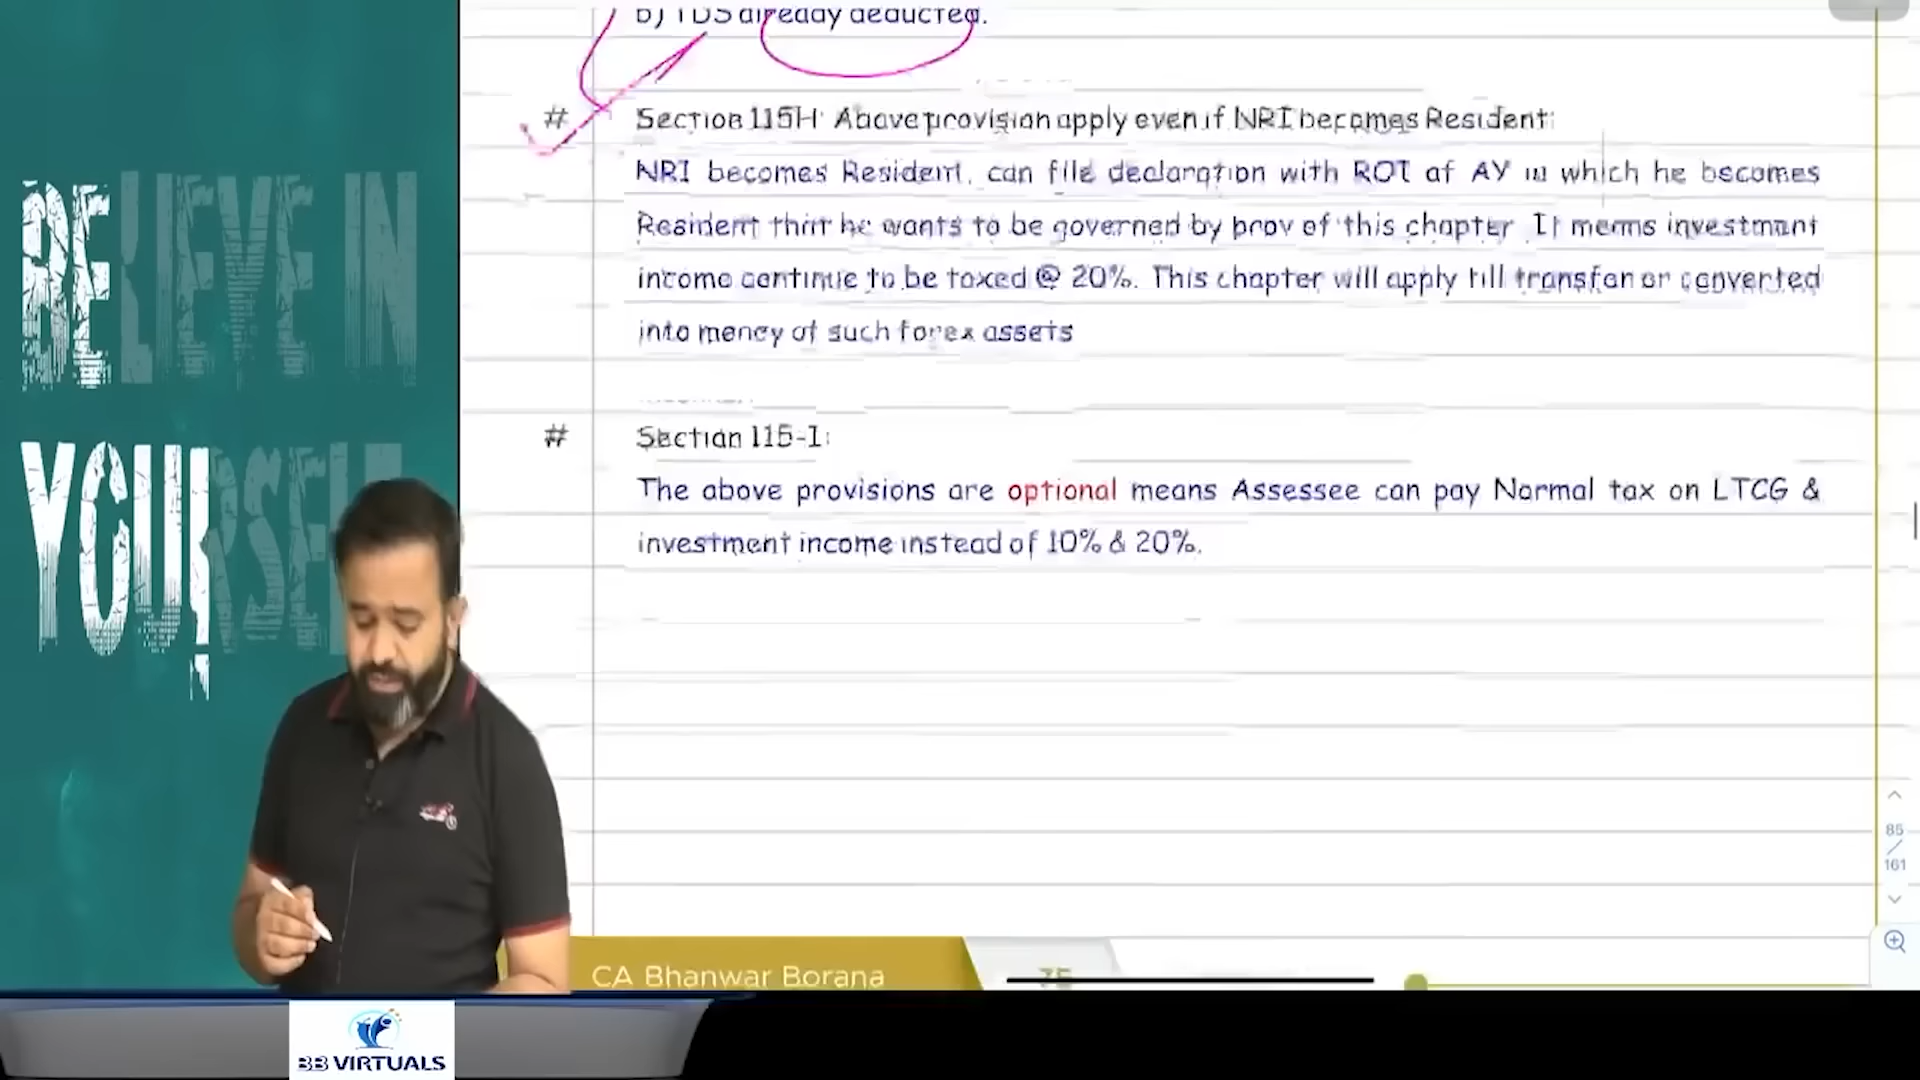 b) TDS already deducted.
# Section 115H: Above provision apply even if NRI becomes Resident:
NRI becomes Resident, can file declaration with ROI of AY in which he becomes
Resident that he wants to be governed by prov of this chapter. It means investment
income continue to be taxed @ 20%. This chapter will apply till transfer or converted
into money of such forex assets
# Section 115-I:
The above provisions are optional means Assessee can pay Normal tax on LTCG &
investment income instead of 10% & 20%.
BELIEVE IN
YOURSELF
85
/
161
CA Bhanwar Borana
75
BB VIRTUALS